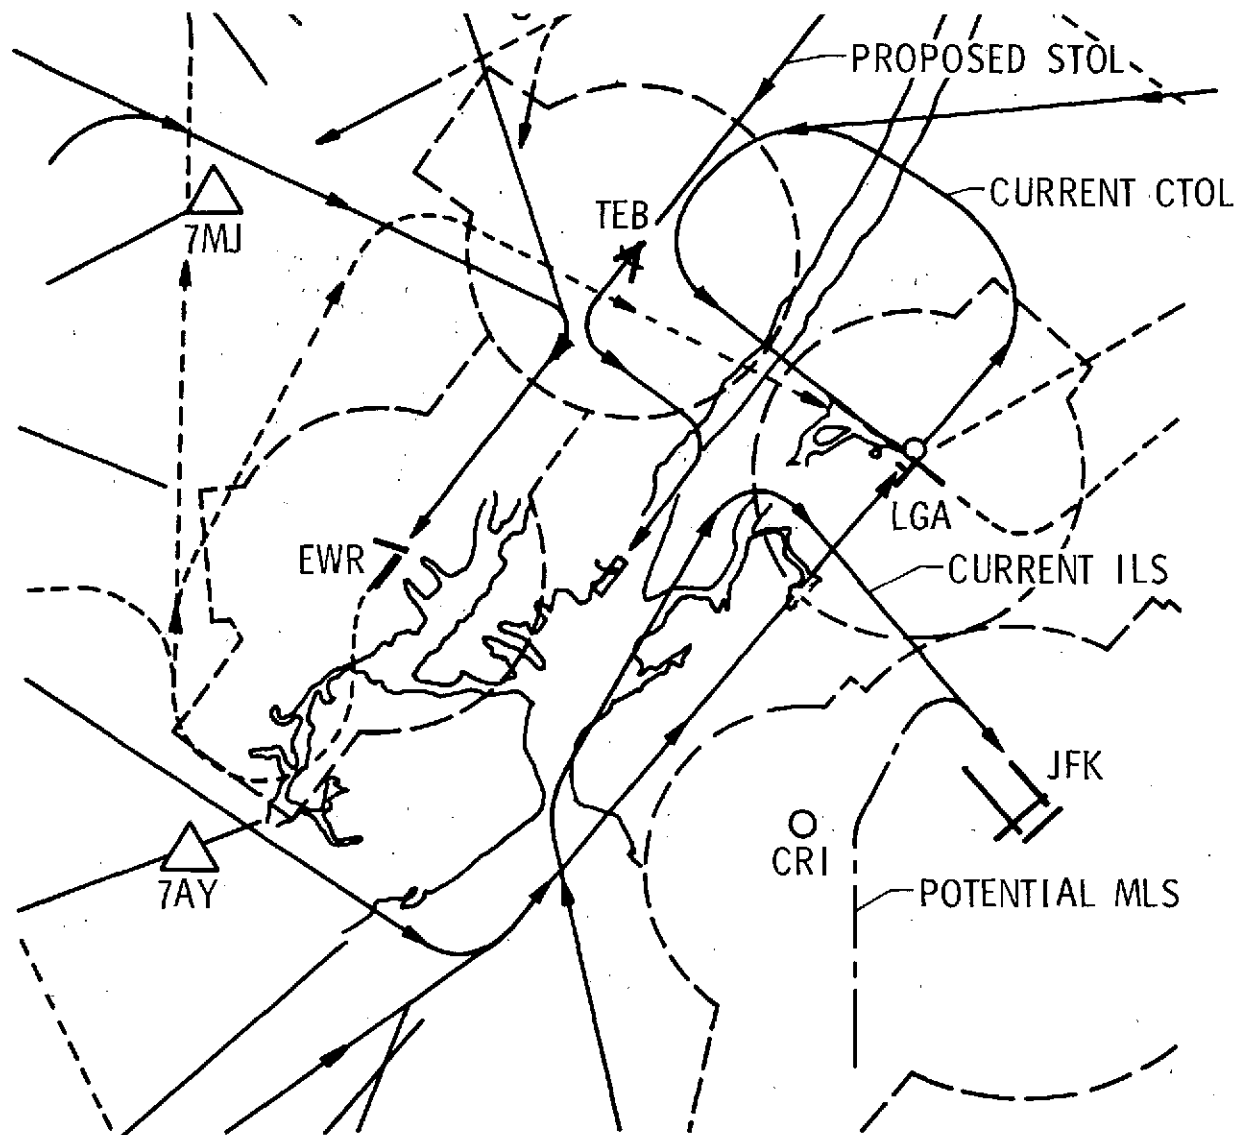 PROPOSED STOL
CURRENT CTOL
TEB
7MJ
LGA
EWR
CURRENT ILS
JFK
CRI
7AY
POTENTIAL MLS